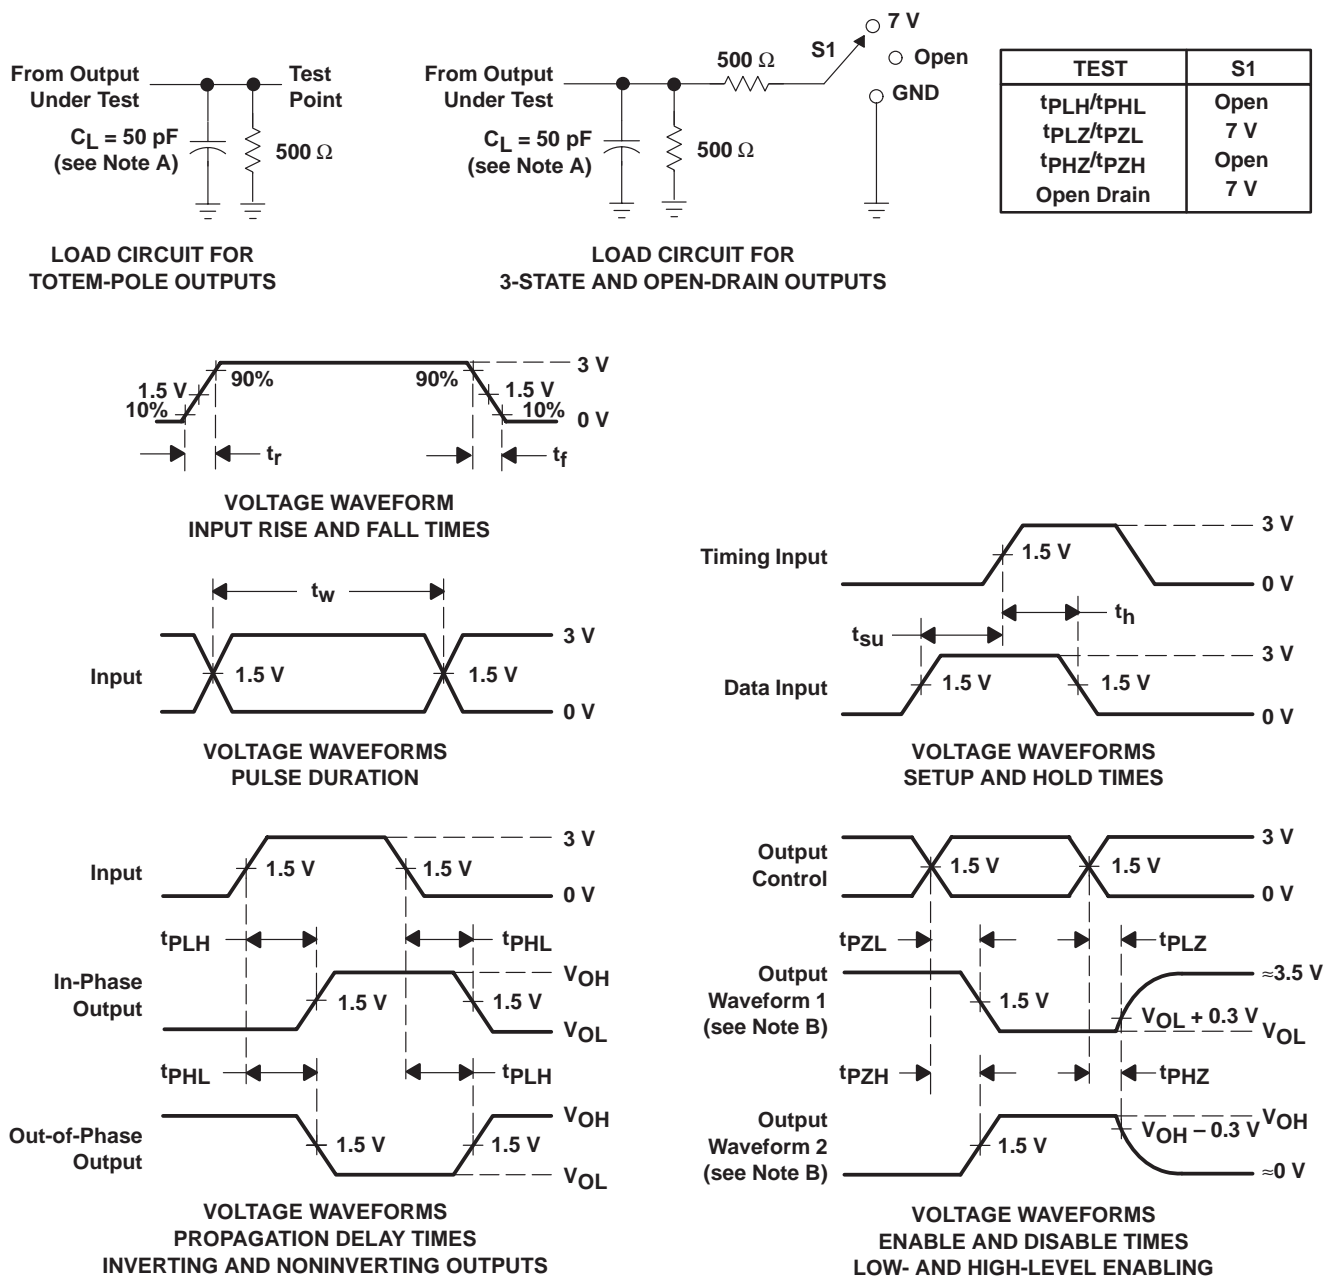 From Output
Under Test
Test
Point
CL = 50 pF
(see Note A)
500 Ω
LOAD CIRCUIT FOR
TOTEM-POLE OUTPUTS
From Output
Under Test
500 Ω
S1
7 V
Open
GND
CL = 50 pF
(see Note A)
500 Ω
LOAD CIRCUIT FOR
3-STATE AND OPEN-DRAIN OUTPUTS
TEST S1
tPLH/tPHL Open
tPLZ/tPZL 7 V
tPHZ/tPZH Open
Open Drain 7 V
3 V
90% 90%
1.5 V 1.5 V
10% 10%
0 V
tr tf
VOLTAGE WAVEFORM
INPUT RISE AND FALL TIMES
tw
3 V
Input 1.5 V 1.5 V
0 V
VOLTAGE WAVEFORMS
PULSE DURATION
3 V
Timing Input 1.5 V
0 V
th
tsu
3 V
Data Input 1.5 V 1.5 V
0 V
VOLTAGE WAVEFORMS
SETUP AND HOLD TIMES
3 V
Input 1.5 V 1.5 V
0 V
tPLH tPHL
In-Phase
Output
VOH
1.5 V 1.5 V
VOL
tPHL tPLH
Out-of-Phase
Output
VOH
1.5 V 1.5 V
VOL
VOLTAGE WAVEFORMS
PROPAGATION DELAY TIMES
INVERTING AND NONINVERTING OUTPUTS
Output
Control
3 V
1.5 V 1.5 V
0 V
tPZL tPLZ
Output
Waveform 1
(see Note B)
≈3.5 V
1.5 V
VOL + 0.3 V
VOL
tPZH tPHZ
Output
Waveform 2
(see Note B)
VOH
VOH – 0.3 V
1.5 V
≈0 V
VOLTAGE WAVEFORMS
ENABLE AND DISABLE TIMES
LOW- AND HIGH-LEVEL ENABLING